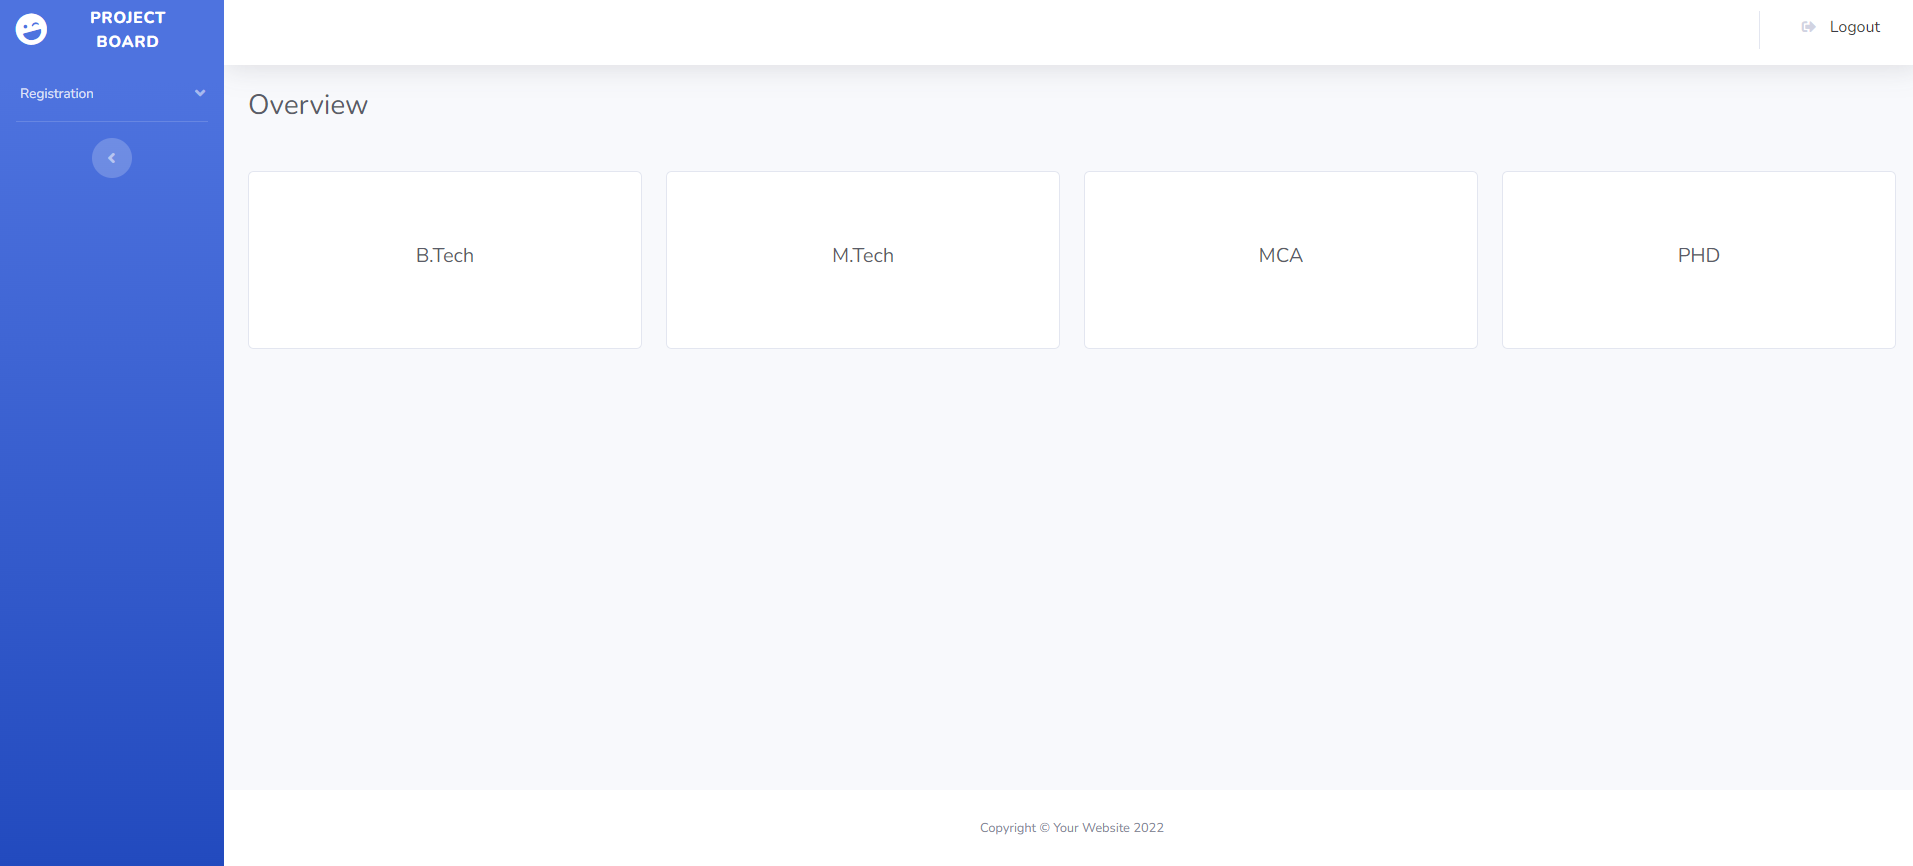 PROJECT
BOARD
Registration
Logout
Overview
B.Tech
M.Tech
MCA
PHD
Copyright © Your Website 2022